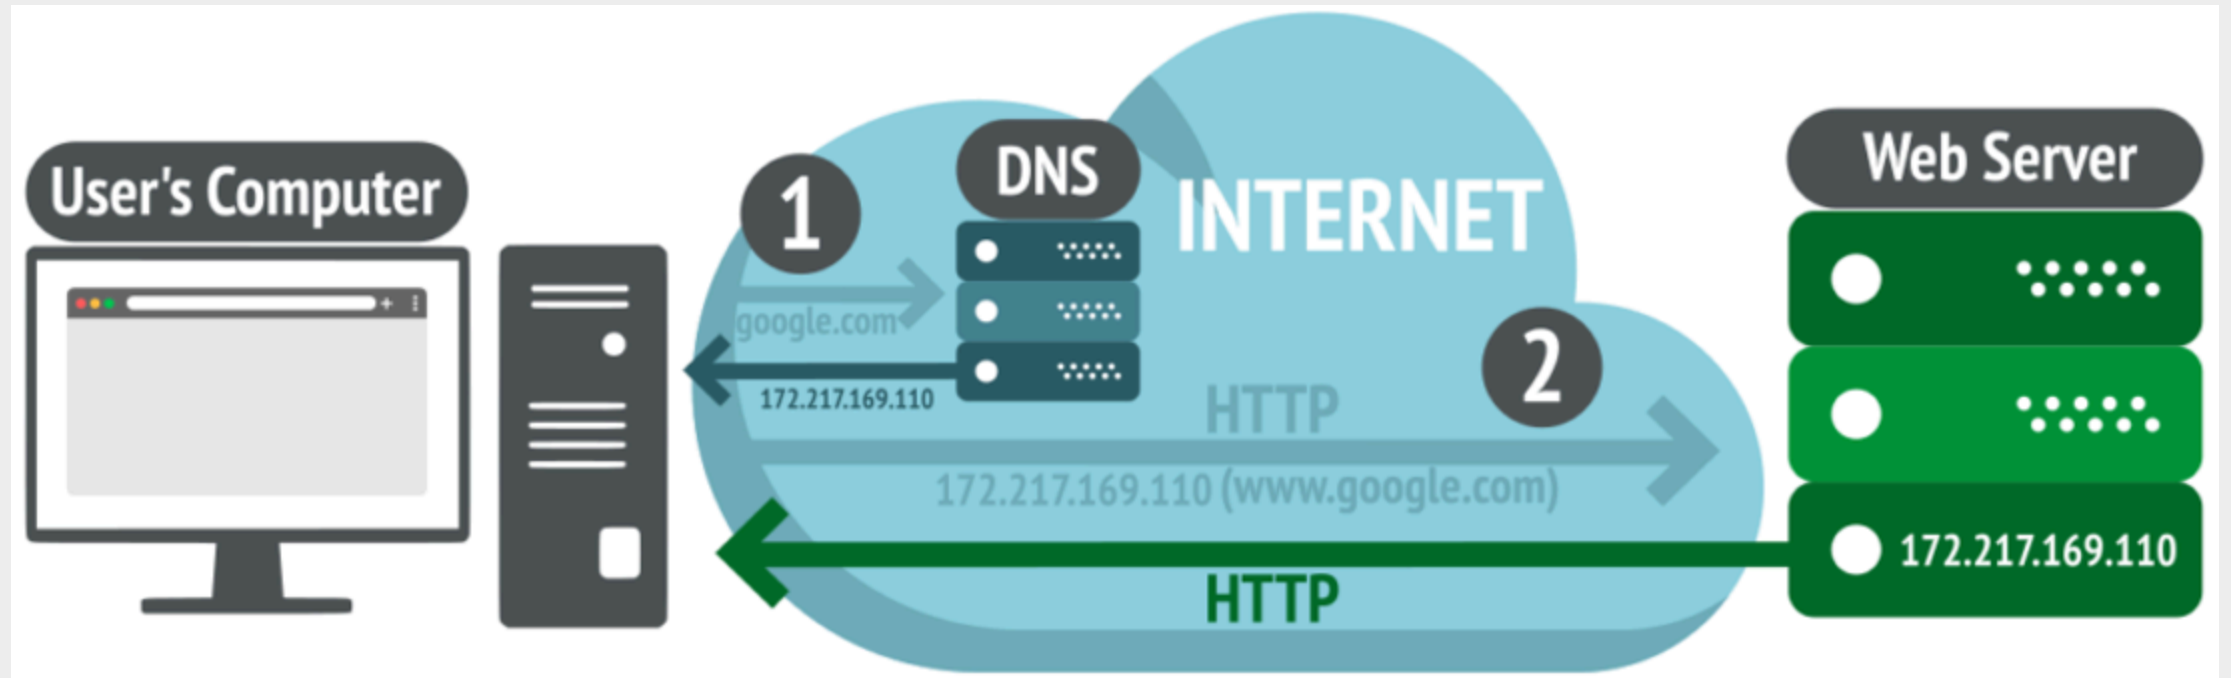 User's Computer
1
DNS
INTERNET
Web Server
google.com
172.217.169.110
2
HTTP
172.217.169.110 (www.google.com)
HTTP
172.217.169.110